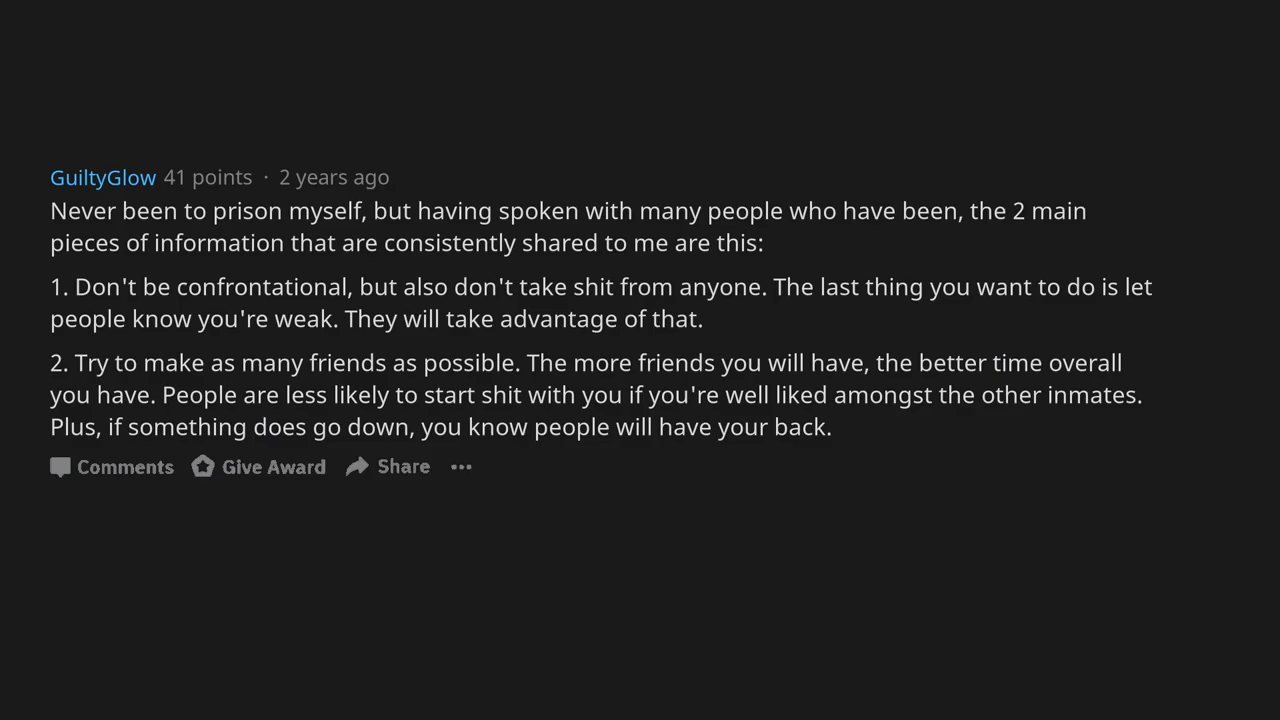 GuiltyGlow 41 points · 2 years ago
Never been to prison myself, but having spoken with many people who have been, the 2 main
pieces of information that are consistently shared to me are this:
1. Don't be confrontational, but also don't take shit from anyone. The last thing you want to do is let
people know you're weak. They will take advantage of that.
2. Try to make as many friends as possible. The more friends you will have, the better time overall
you have. People are less likely to start shit with you if you're well liked amongst the other inmates.
Plus, if something does go down, you know people will have your back.
Comments Give Award Share ···